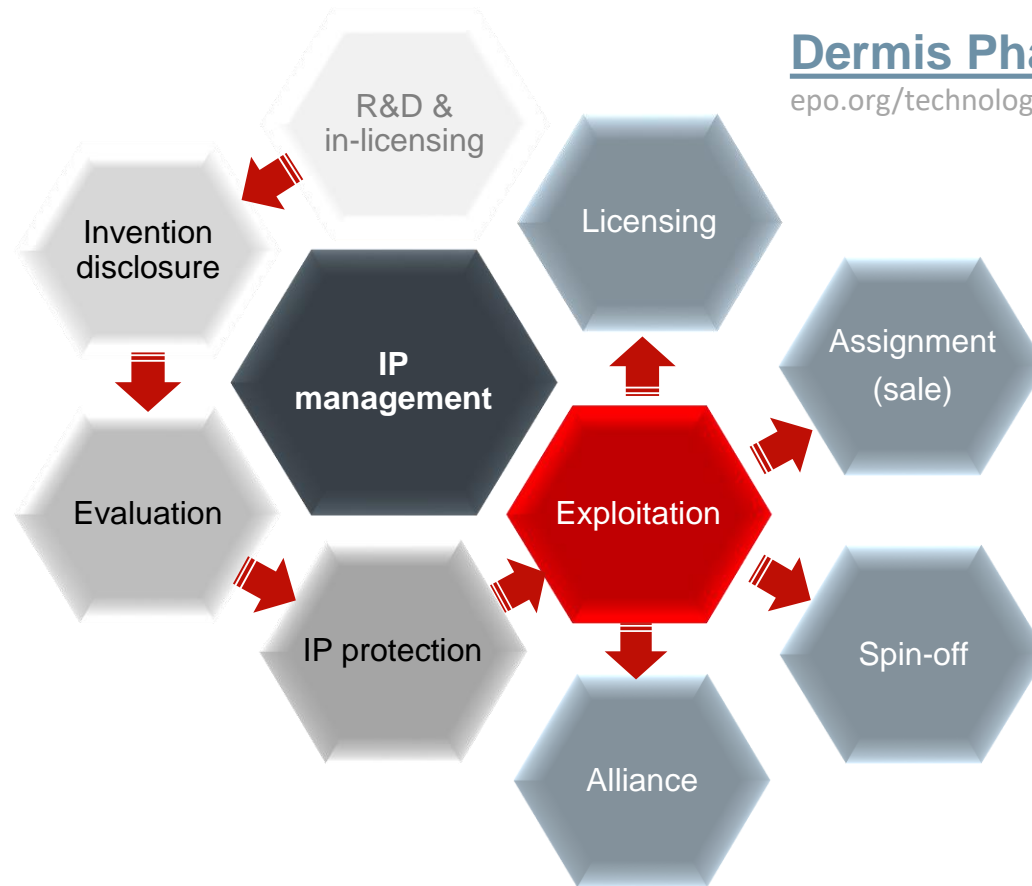 Dermis
epo.org/technolog
R&D &
in-licensing
Licensing
Invention
disclosure
Assignment
(sale)
IP
management
Evaluation
Exploitation
IP protection
Spin-off
Alliance